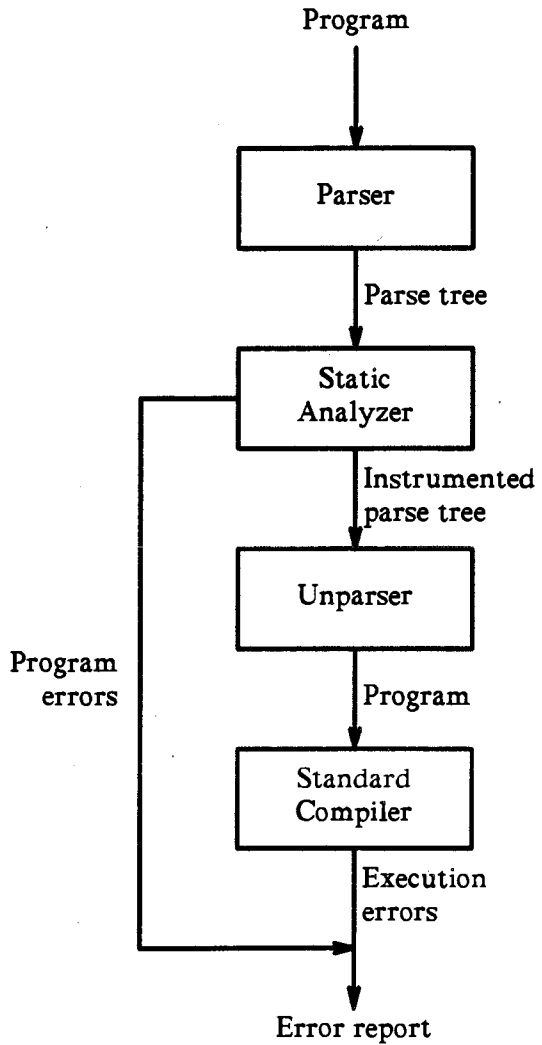 Program
Parser
Parse tree
Static
Analyzer
Instrumented
parse tree
Unparser
Program
errors
Program
Standard
Compiler
Execution
errors
Error report